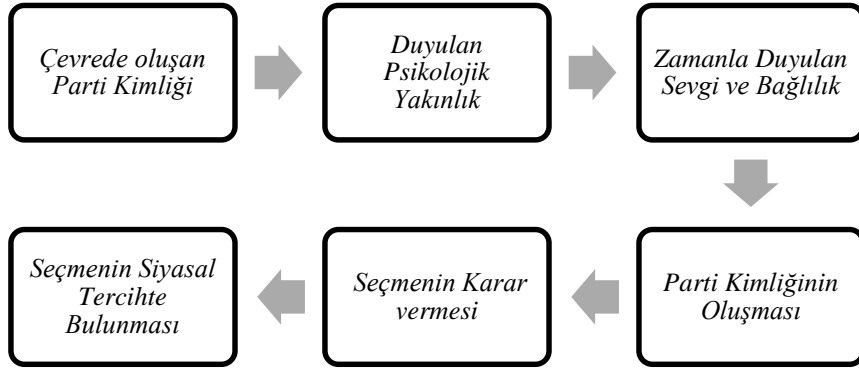 Çevrede oluşan
Parti Kimliği
Duyulan
Psikolojik
Yakınlık
Zamanla Duyulan
Sevgi ve Bağlılık
Parti Kimliğinin
Oluşması
Seçmenin Karar
vermesi
Seçmenin Siyasal
Tercihte
Bulunması